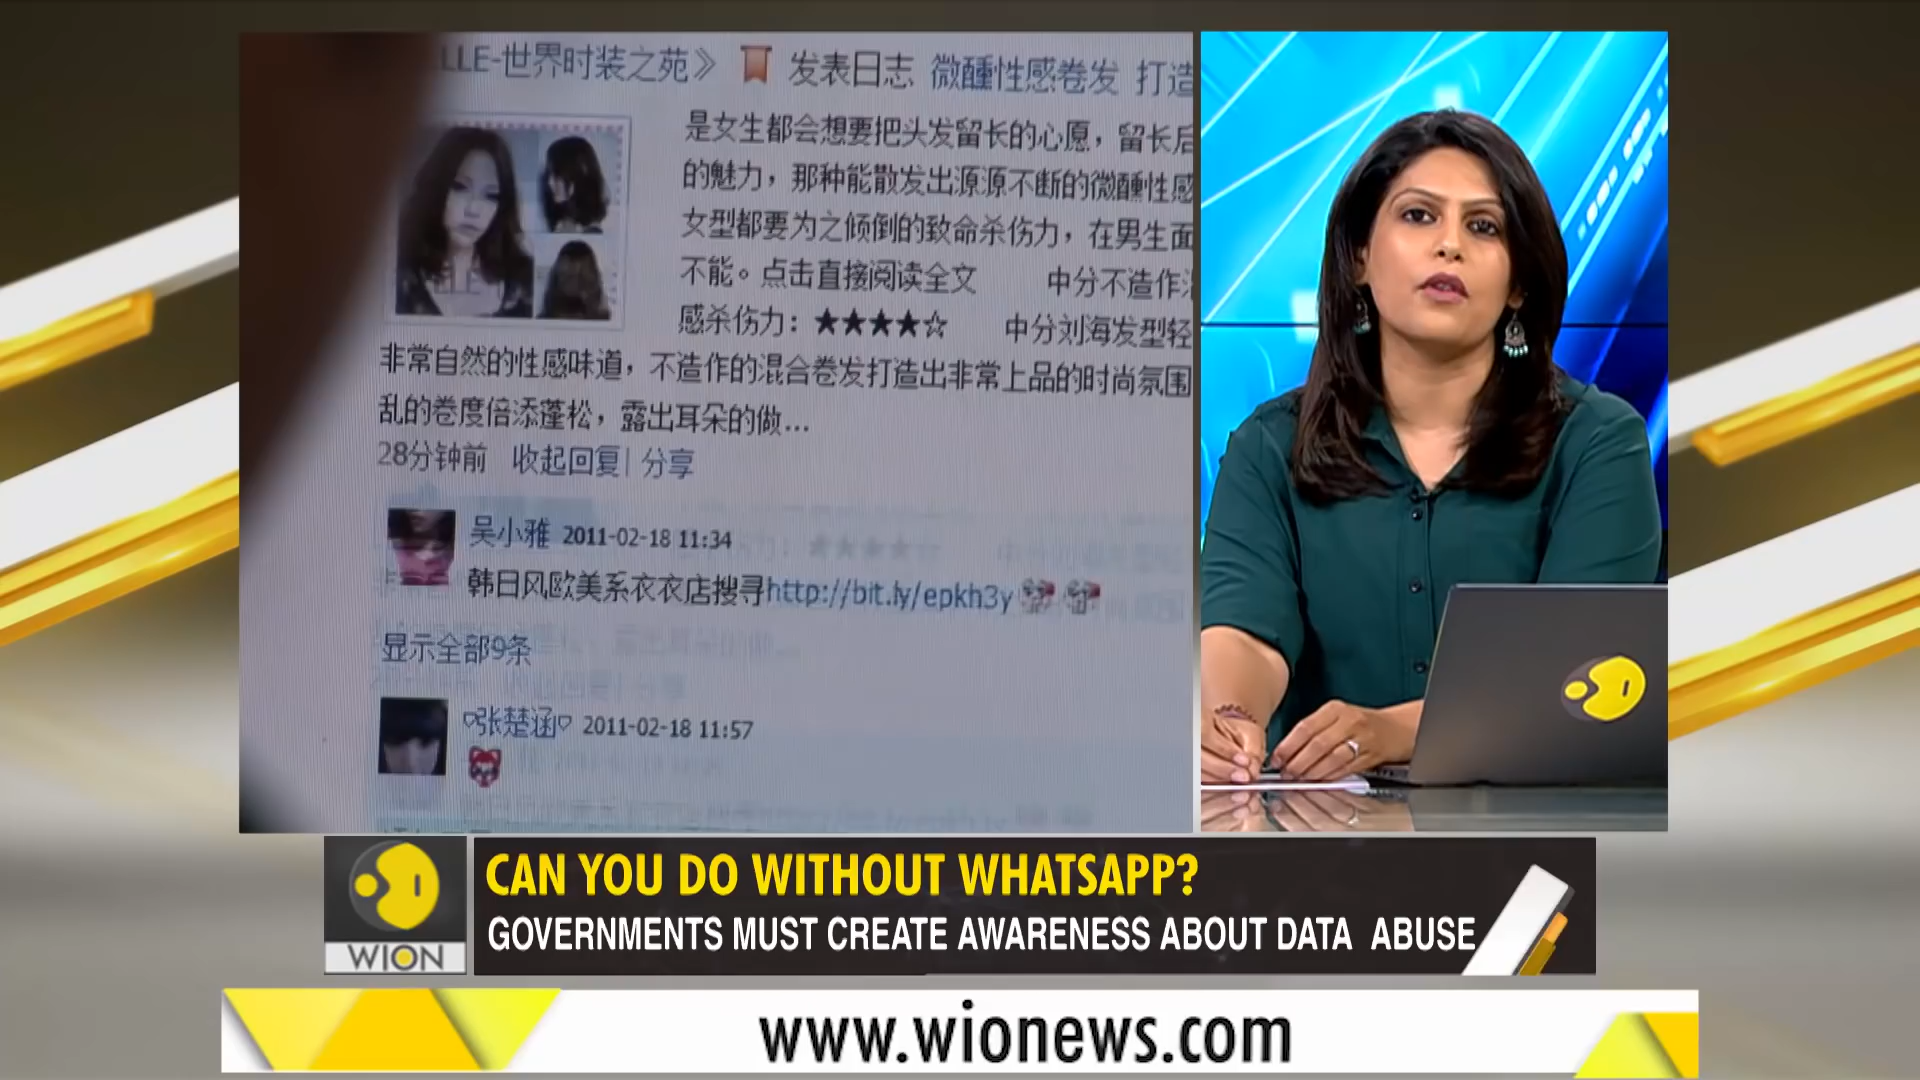 LLE-世界时装之苑》 发表日志 微醺性感卷发 打造
是女生都会想要把头发留长的心愿，留长后
的魅力，那种能散发出源源不断的微醺性感
女型都要为之倾倒的致命杀伤力，在男生面
不能。点击直接阅读全文 中分不造作混
感杀伤力：★★★★☆ 中分刘海发型轻
非常自然的性感味道，不造作的混合卷发打造出非常上品的时尚氛围
乱的卷度倍添蓬松，露出耳朵的做...
28分钟前 收起回复| 分享
吴小雅 2011-02-18 11:34
韩日风欧美系衣衣店搜寻http://bit.ly/epkh3y
显示全部9条
♡张楚涵♡ 2011-02-18 11:57
CAN YOU DO WITHOUT WHATSAPP?
GOVERNMENTS MUST CREATE AWARENESS ABOUT DATA ABUSE
WION
www.wionews.com